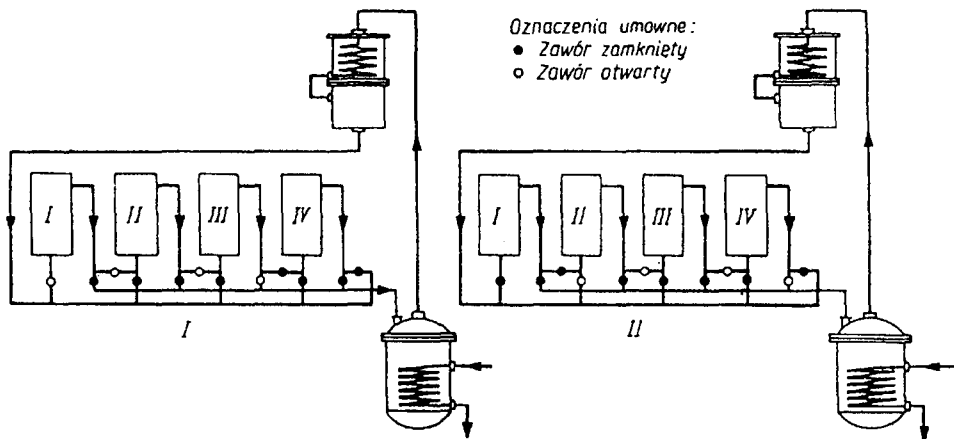 Oznaczenia umowne:
Zawór zamknięty
Zawór otwarty
I II III IV
I II III IV
I
II